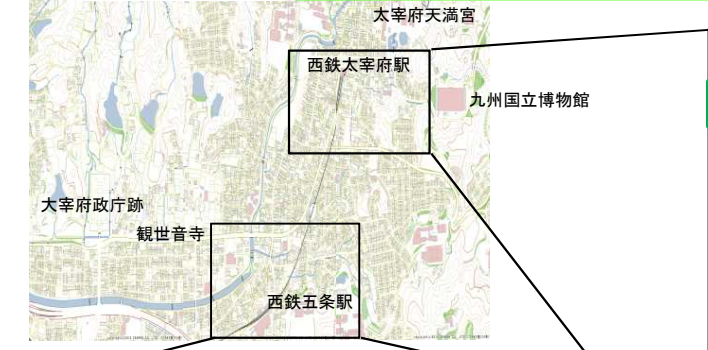 太宰府天満宮
西鉄太宰府駅
九州国立博物館
大宰府政庁跡
観世音寺
西鉄五条駅